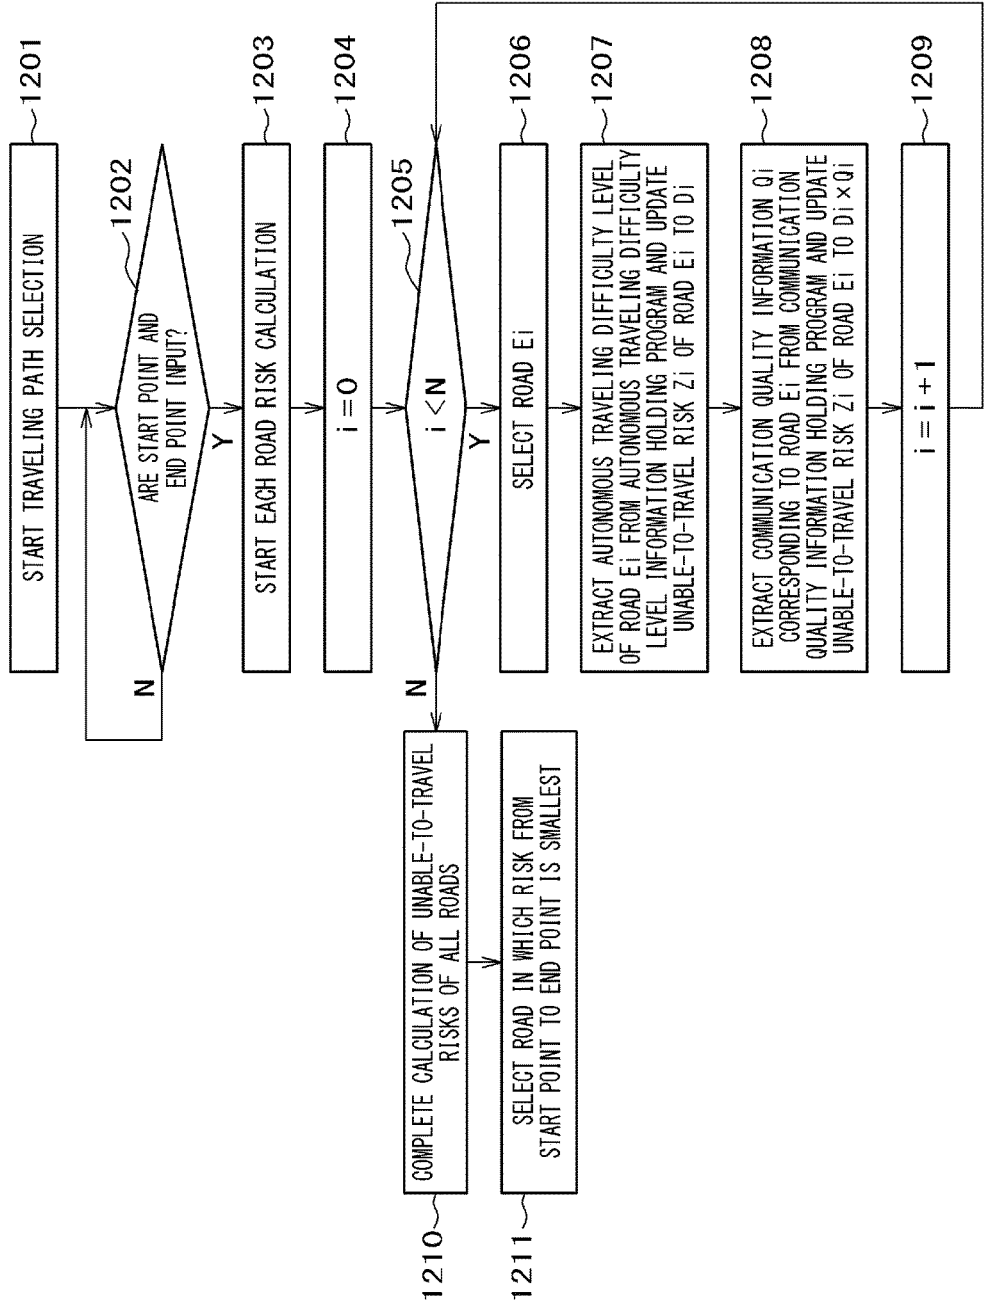 START TRAVELING PATH SELECTION
1201
ARE START POINT AND
END POINT INPUT?
1202
N
Y
START EACH ROAD RISK CALCULATION
1203
i=0
1204
i<N
1205
N
Y
SELECT ROAD Ei
1206
EXTRACT AUTONOMOUS TRAVELING DIFFICULTY LEVEL
OF ROAD Ei FROM AUTONOMOUS TRAVELING DIFFICULTY
LEVEL INFORMATION HOLDING PROGRAM AND UPDATE
UNABLE-TO-TRAVEL RISK Zi OF ROAD Ei TO Di
1207
EXTRACT COMMUNICATION QUALITY INFORMATION Qi
CORRESPONDING TO ROAD Ei FROM COMMUNICATION
QUALITY INFORMATION HOLDING PROGRAM AND UPDATE
UNABLE-TO-TRAVEL RISK Zi OF ROAD Ei TO Di×Qi
1208
i=i+1
1209
COMPLETE CALCULATION OF UNABLE-TO-TRAVEL
RISKS OF ALL ROADS
1210
SELECT ROAD IN WHICH RISK FROM
START POINT TO END POINT IS SMALLEST
1211